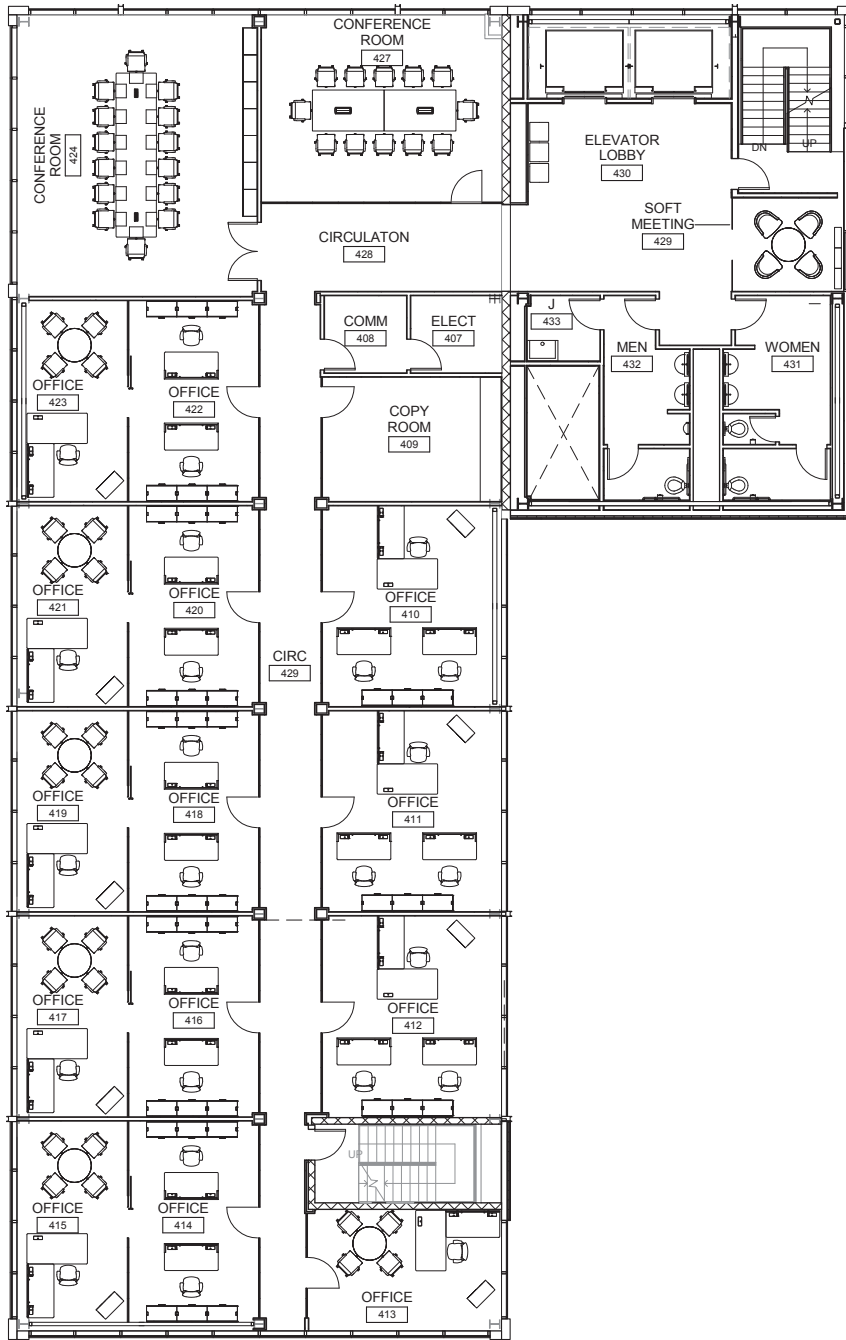 CONFERENCE
ROOM
427
CONFERENCE
ROOM
424
ELEVATOR
LOBBY
430
DN
UP
SOFT
MEETING
429
CIRCULATON
428
J
433
COMM
408
ELECT
407
MEN
432
WOMEN
431
OFFICE
423
OFFICE
422
COPY
ROOM
409
OFFICE
421
OFFICE
420
OFFICE
410
CIRC
429
OFFICE
419
OFFICE
418
OFFICE
411
OFFICE
417
OFFICE
416
OFFICE
412
UP
OFFICE
415
OFFICE
414
OFFICE
413